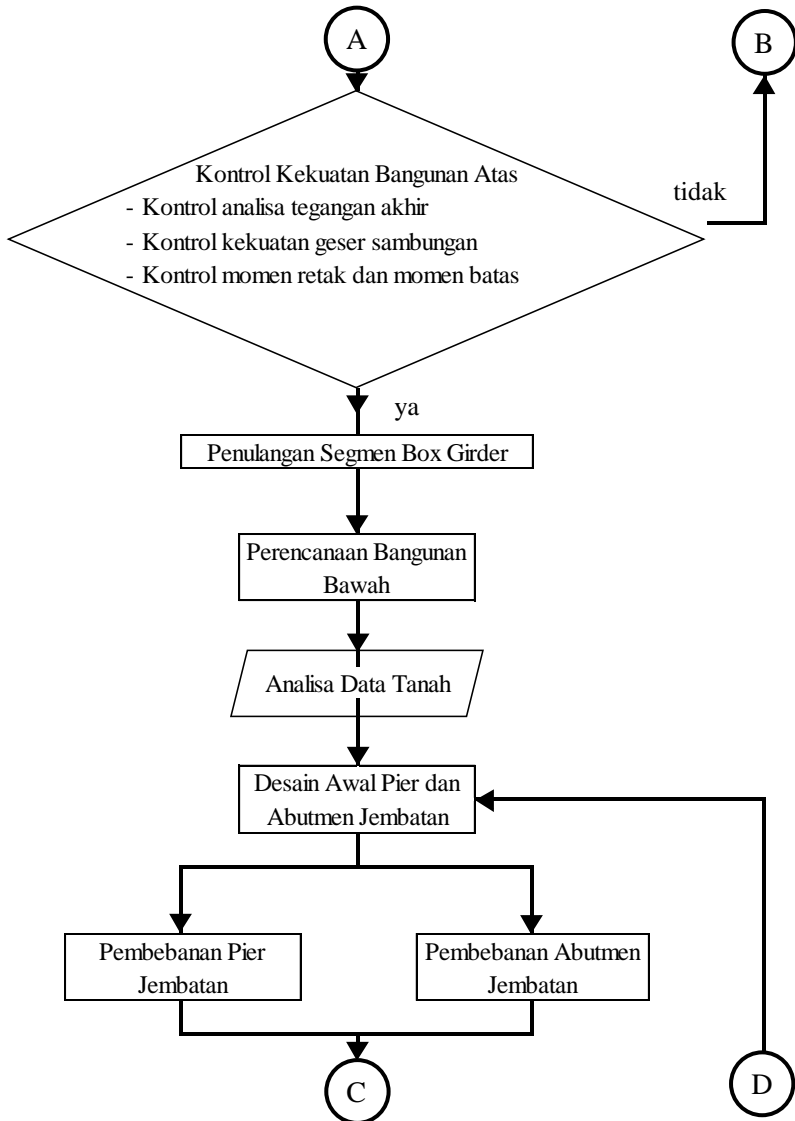 A
B
Kontrol Kekuatan Bangunan Atas
- Kontrol analisa tegangan akhir
- Kontrol kekuatan geser sambungan
- Kontrol momen retak dan momen batas
tidak
ya
Penulangan Segmen Box Girder
Perencanaan Bangunan
Bawah
Analisa Data Tanah
Desain Awal Pier dan
Abutmen Jembatan
Pembebanan Pier
Jembatan
Pembebanan Abutmen
Jembatan
C
D